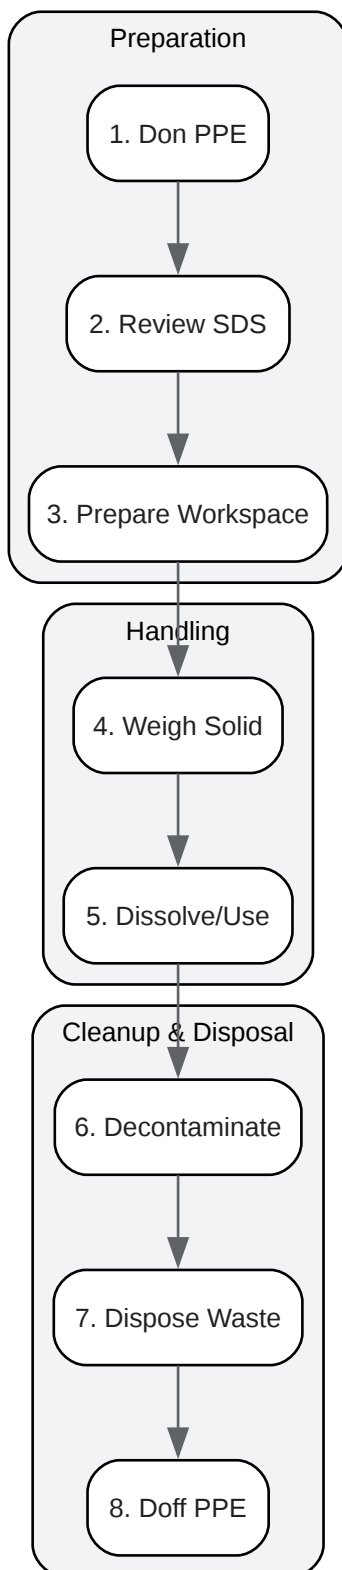 Preparation
1. Don PPE
2. Review SDS
3. Prepare Workspace
Handling
4. Weigh Solid
5. Dissolve/Use
Cleanup & Disposal
6. Decontaminate
7. Dispose Waste
8. Doff PPE